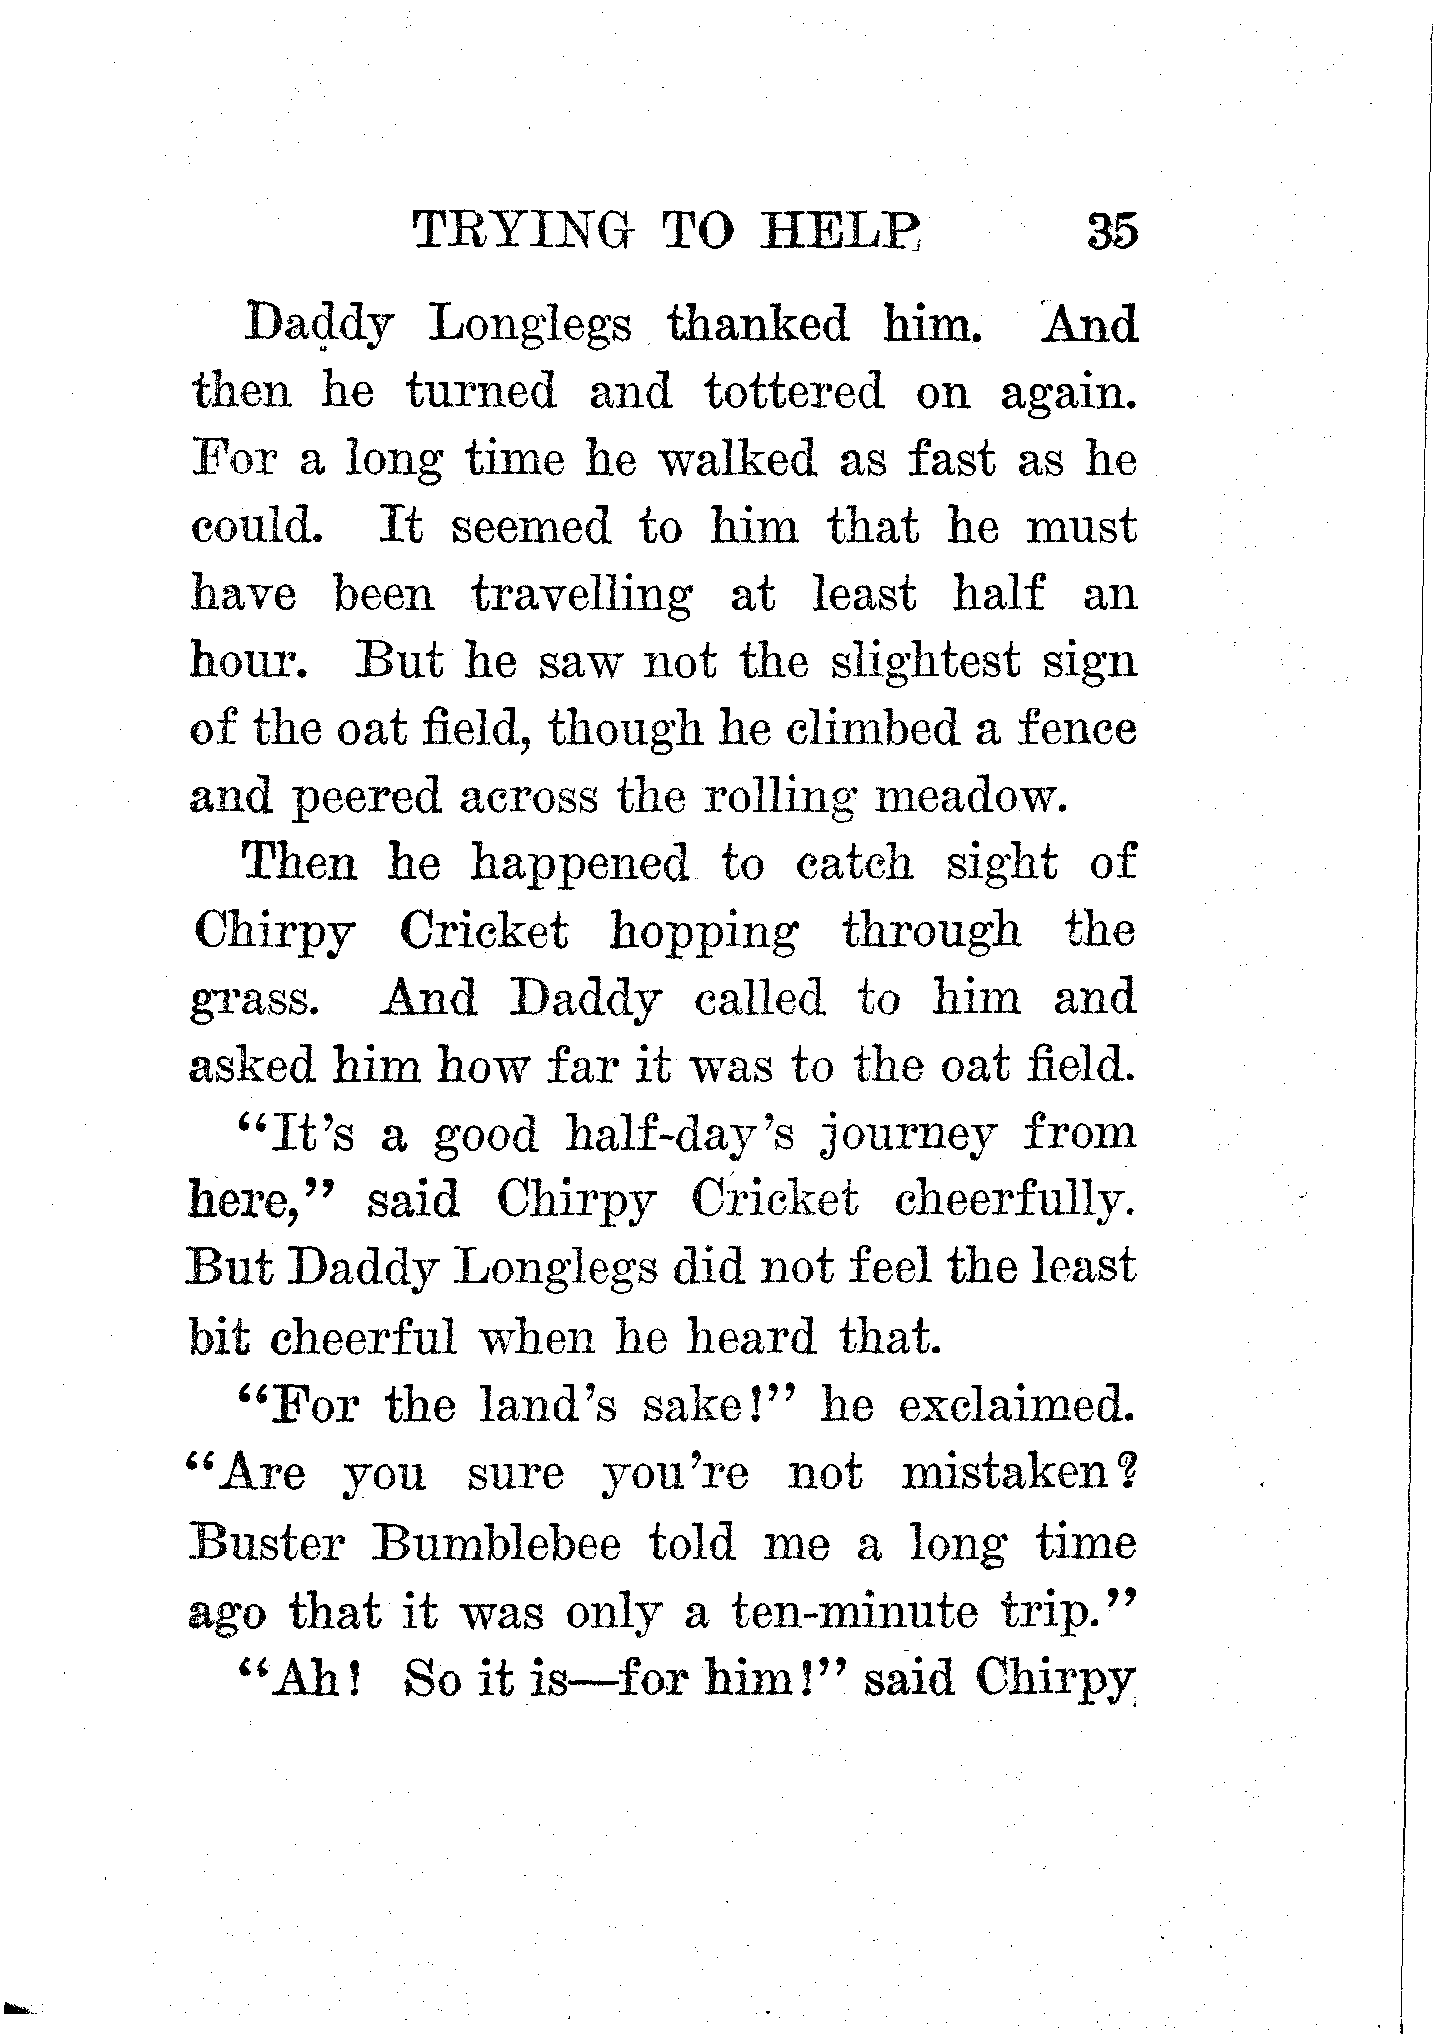 TRYING TO HELP 35
Daddy Longlegs thanked him. And
then he turned and tottered on again.
For a long time he walked as fast as he
could. It seemed to him that he must
have been travelling at least half an
hour. But he saw not the slightest sign
of the oat field, though he climbed a fence
and peered across the rolling meadow.
Then he happened to catch sight of
Chirpy Cricket hopping through the
grass. And Daddy called to him and
asked him how far it was to the oat field.
"It's a good half-day's journey from
here," said Chirpy Cricket cheerfully.
But Daddy Longlegs did not feel the least
bit cheerful when he heard that.
"For the land's sake!" he exclaimed.
"Are you sure you're not mistaken?
Buster Bumblebee told me a long time
ago that it was only a ten-minute trip."
"Ah! So it is—for him!" said Chirpy